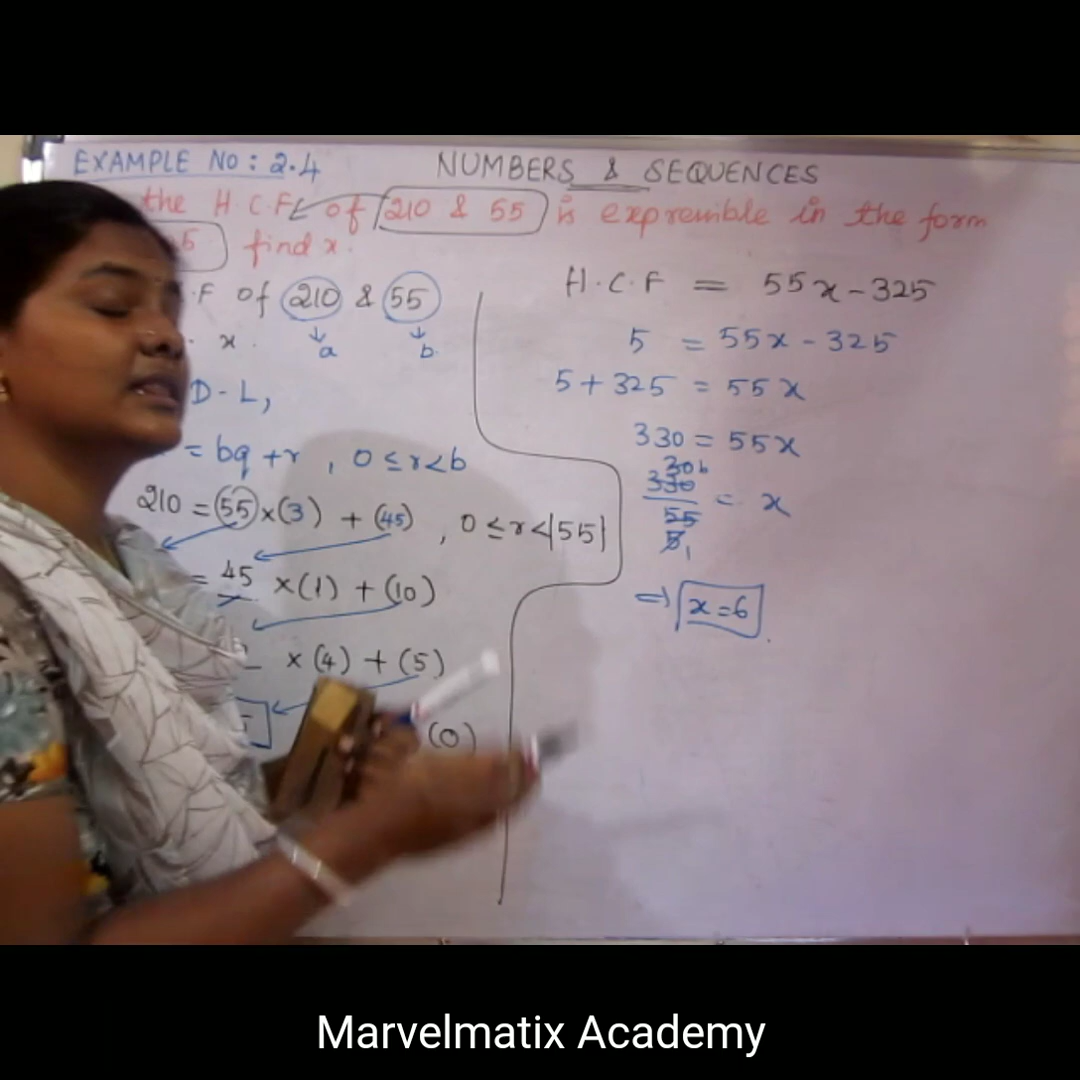 EXAMPLE NO : 2.4
NUMBERS & SEQUENCES
the H.C.F of 210 & 55 is expressible in the form
5 find x.
.F of 210 & 55
a b
. x.
D-L,
= bq + r , 0 ≤ r < b
210 = 55 × (3) + (45) , 0 ≤ r < |55|
= 45 × (1) + (10)
× (4) + (5)
(0)
H.C.F = 55x - 325
5 = 55x - 325
5 + 325 = 55x
330 = 55x
330
55
= x
⇒ x = 6
Marvelmatix Academy